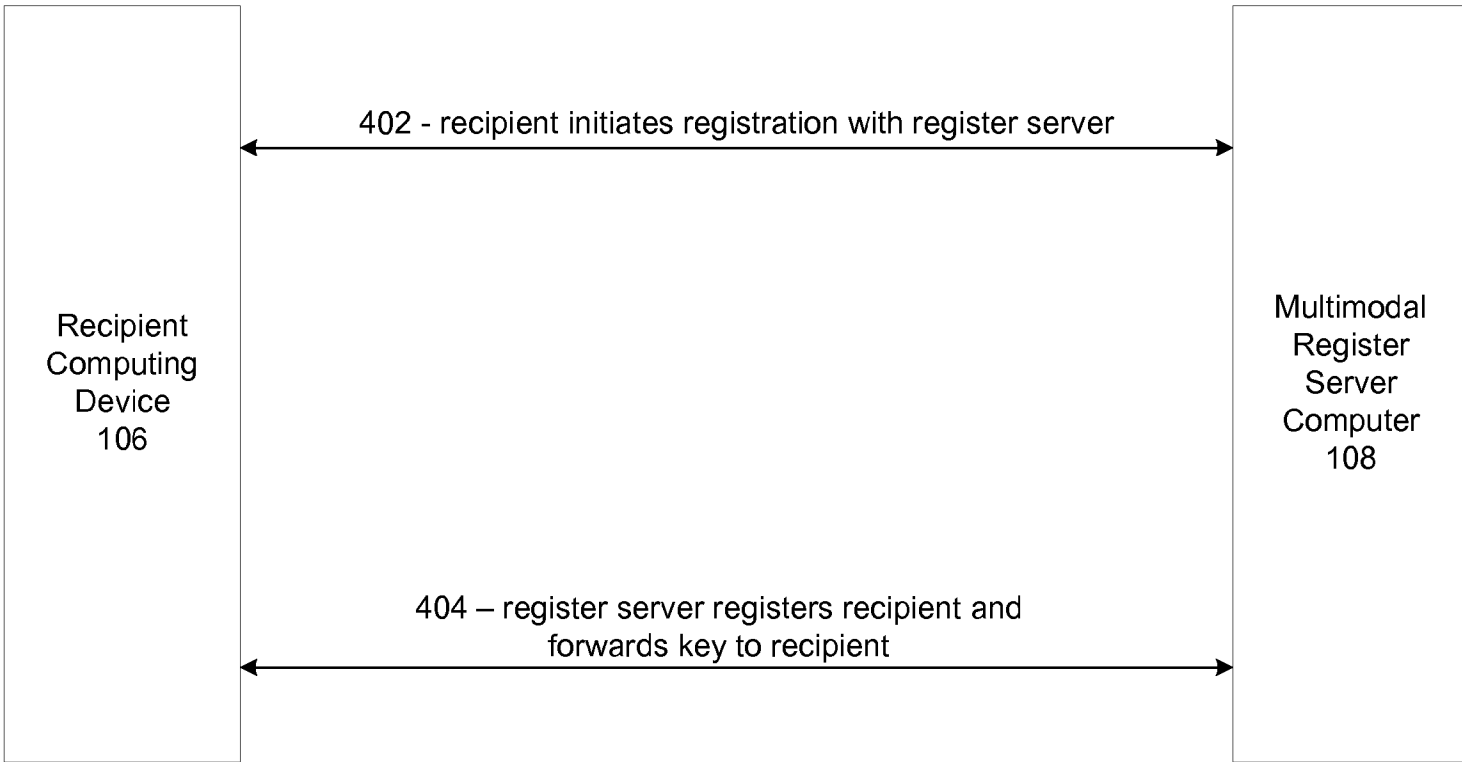 402 - recipient initiates registration with register server
Recipient
Computing
Device
106
Multimodal
Register
Server
Computer
108
404 – register server registers recipient and
forwards key to recipient